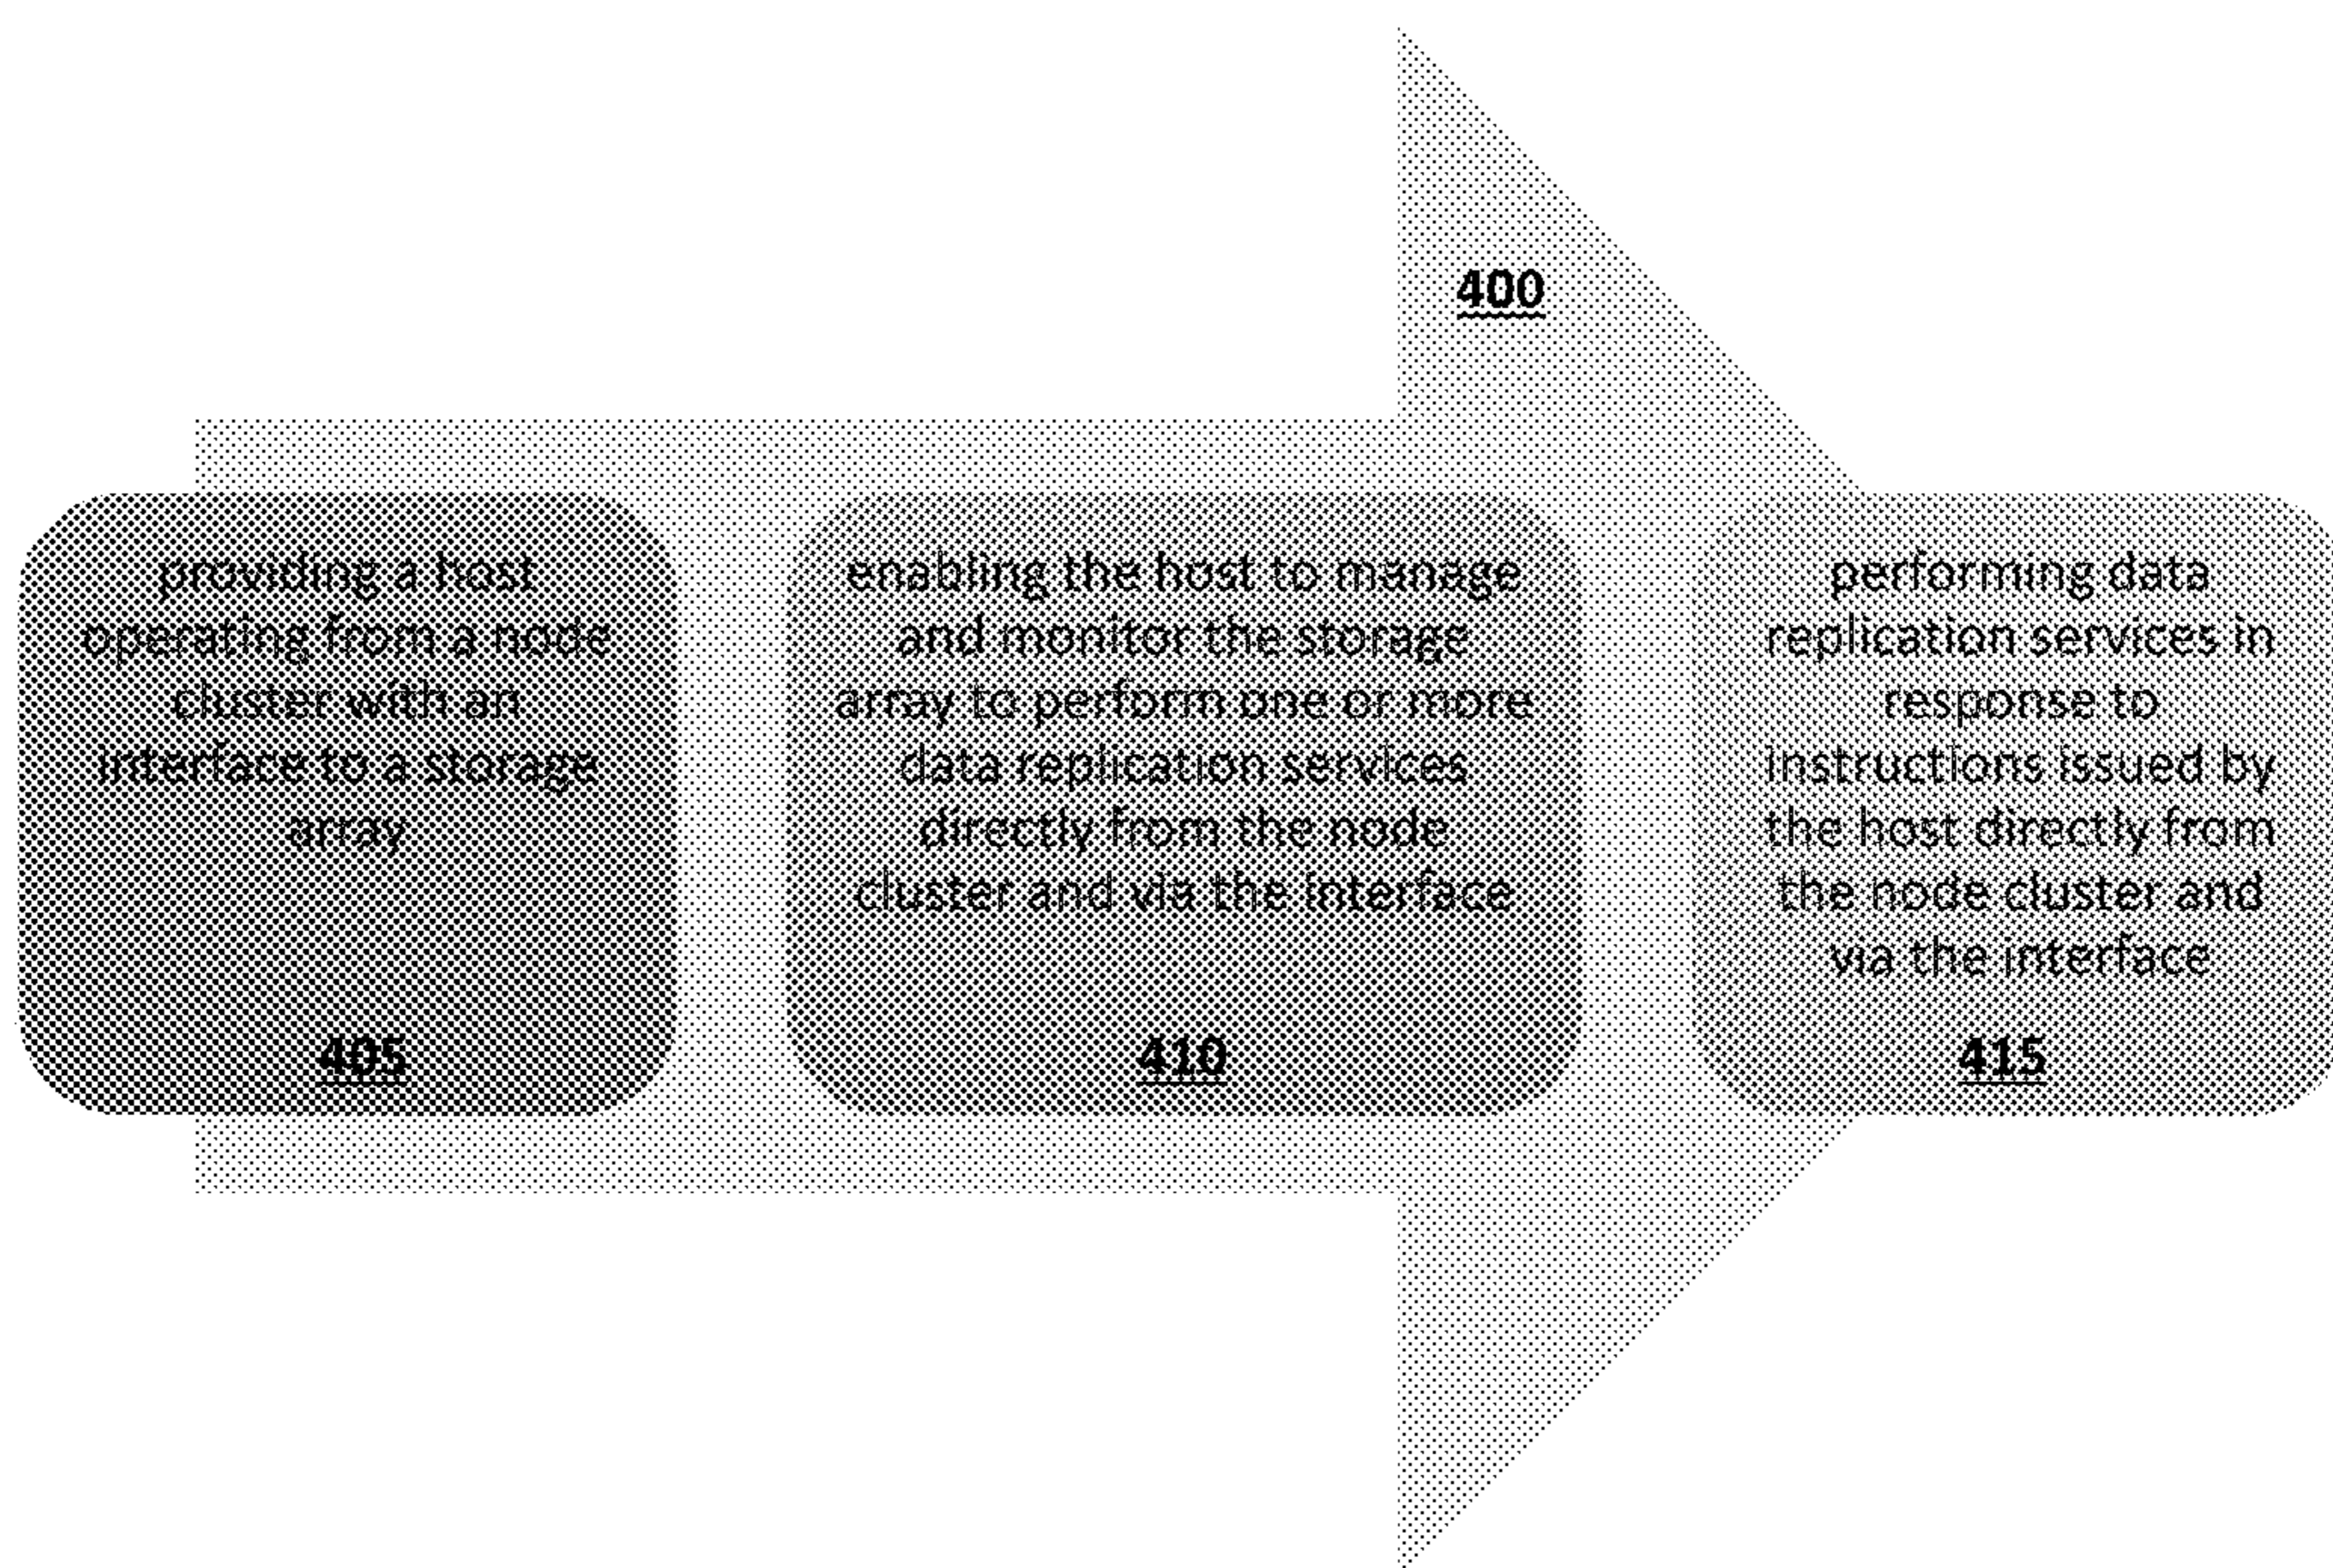 400
providing a host
operating from a node
cluster with an
interface to a storage
array
405
enabling the host to manage
and monitor the storage
array to perform one or more
data replication services
directly from the node
cluster and via the interface
410
performing data
replication services in
response to
instructions issued by
the host directly from
the node cluster and
via the interface
415